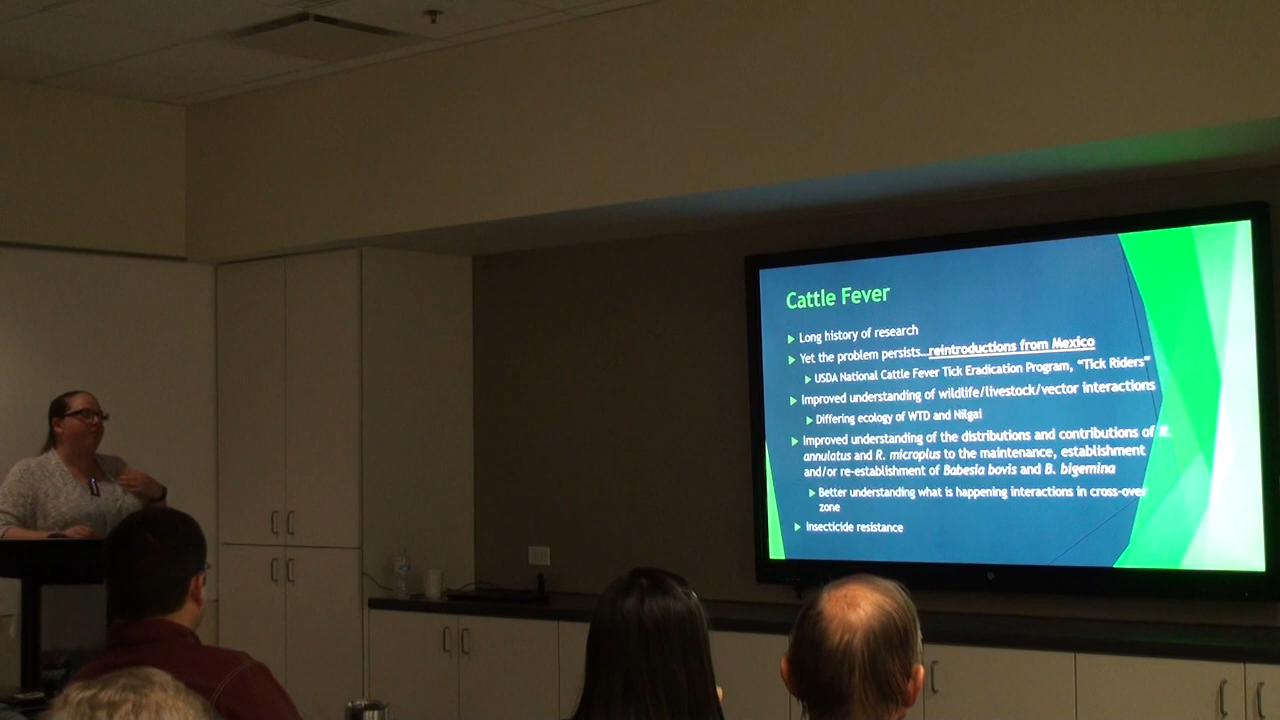 Cattle Fever
Long history of research
Yet the problem persists…reintroductions from Mexico
USDA National Cattle Fever Tick Eradication Program, "Tick Riders"
Improved understanding of wildlife/livestock/vector interactions
Differing ecology of WTD and Nilgai
Improved understanding of the distributions and contributions of R.
annulatus and R. microplus to the maintenance, establishment
and/or re-establishment of Babesia bovis and B. bigemina
Better understanding what is happening interactions in cross-over
zone
Insecticide resistance